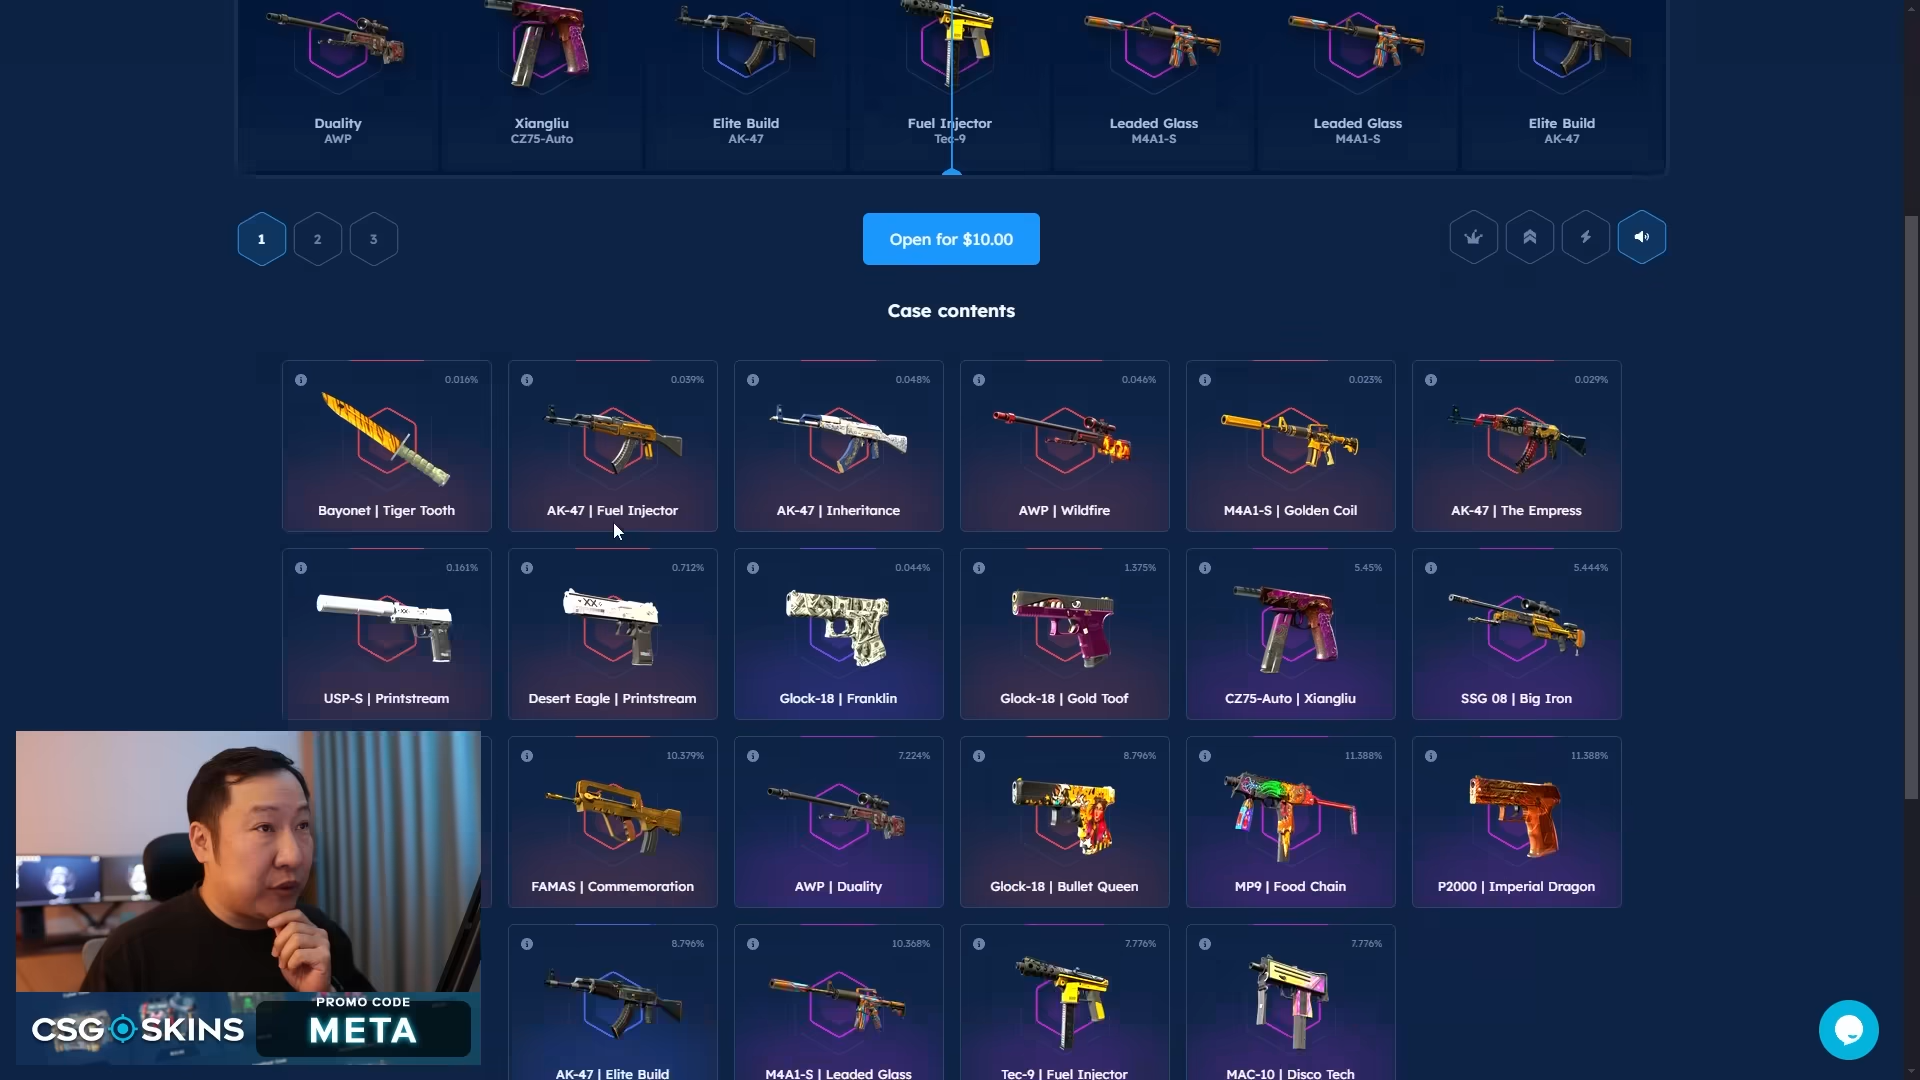 Duality
AWP
Xiangliu
CZ75-Auto
Elite Build
AK-47
Fuel Injector
Tec-9
Leaded Glass
M4A1-S
Leaded Glass
M4A1-S
Elite Build
AK-47
1
2
3
Open for $10.00
Case contents
0.016%
Bayonet | Tiger Tooth
0.039%
AK-47 | Fuel Injector
0.048%
AK-47 | Inheritance
0.046%
AWP | Wildfire
0.023%
M4A1-S | Golden Coil
0.029%
AK-47 | The Empress
0.161%
USP-S | Printstream
0.712%
Desert Eagle | Printstream
0.044%
Glock-18 | Franklin
1.375%
Glock-18 | Gold Toof
5.45%
CZ75-Auto | Xiangliu
5.444%
SSG 08 | Big Iron
10.379%
FAMAS | Commemoration
7.224%
AWP | Duality
8.796%
Glock-18 | Bullet Queen
11.388%
MP9 | Food Chain
11.388%
P2000 | Imperial Dragon
8.796%
AK-47 | Elite Build
10.368%
M4A1-S | Leaded Glass
7.776%
Tec-9 | Fuel Injector
7.776%
MAC-10 | Disco Tech
CSGOSKINS
PROMO CODE
META